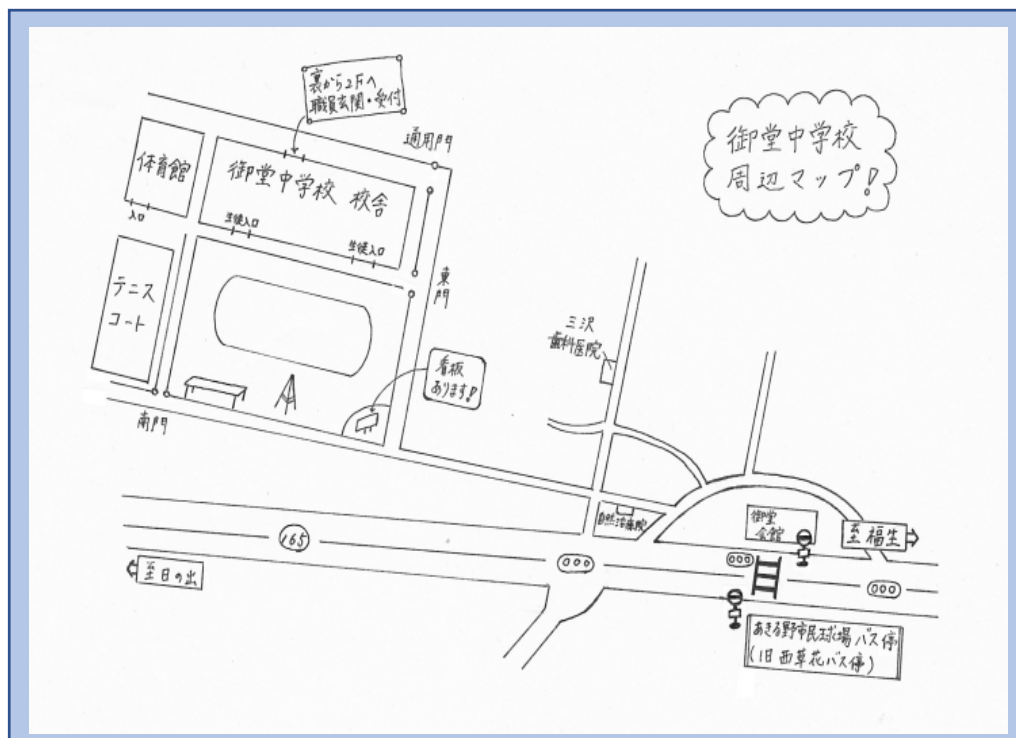 御堂中学校
周辺マップ!
裏から2Fへ
職員玄関・受付
通用門
体育館
入口
御堂中学校 校舎
生徒入口
生徒入口
東門
テニス
コート
看板
あります!
南門
三沢
歯科医院
自然治療院
御堂
会館
至福生
165
至日の出
あきる野市民球場バス停
(旧西草花バス停)